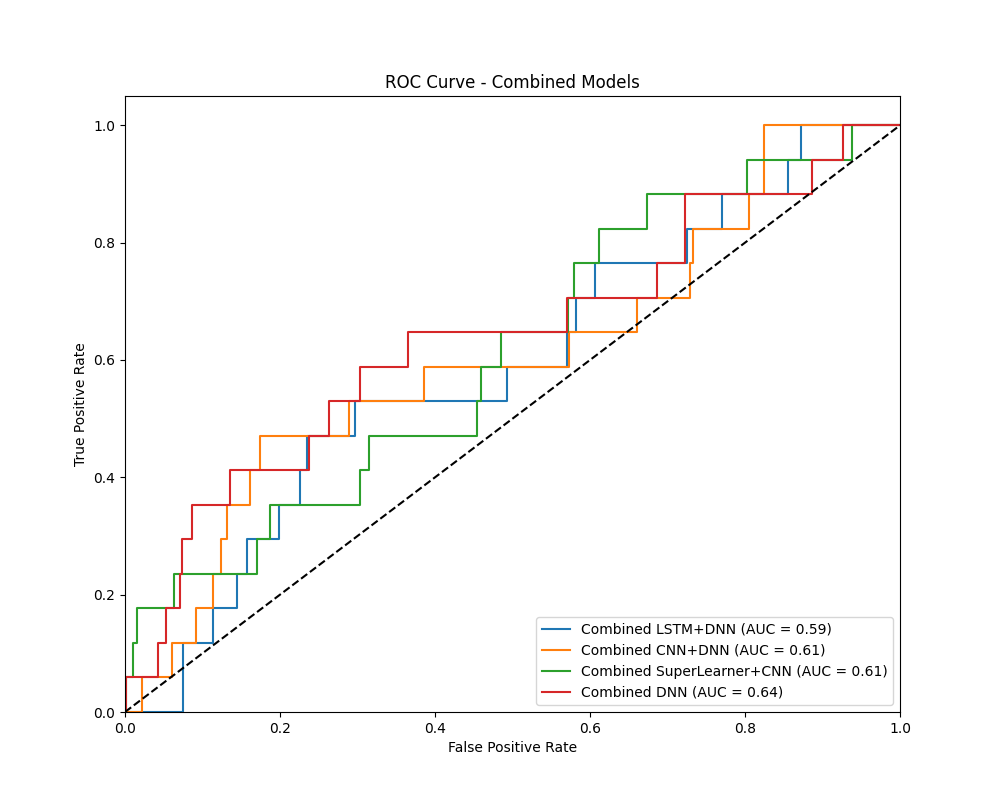 ROC Curve - Combined Models
1.0
0.8
0.6
0.4
0.2
0.0
True Positive Rate
0.0 0.2 0.4 0.6 0.8 1.0
False Positive Rate
Combined LSTM+DNN (AUC = 0.59)
Combined CNN+DNN (AUC = 0.61)
Combined SuperLearner+CNN (AUC = 0.61)
Combined DNN (AUC = 0.64)